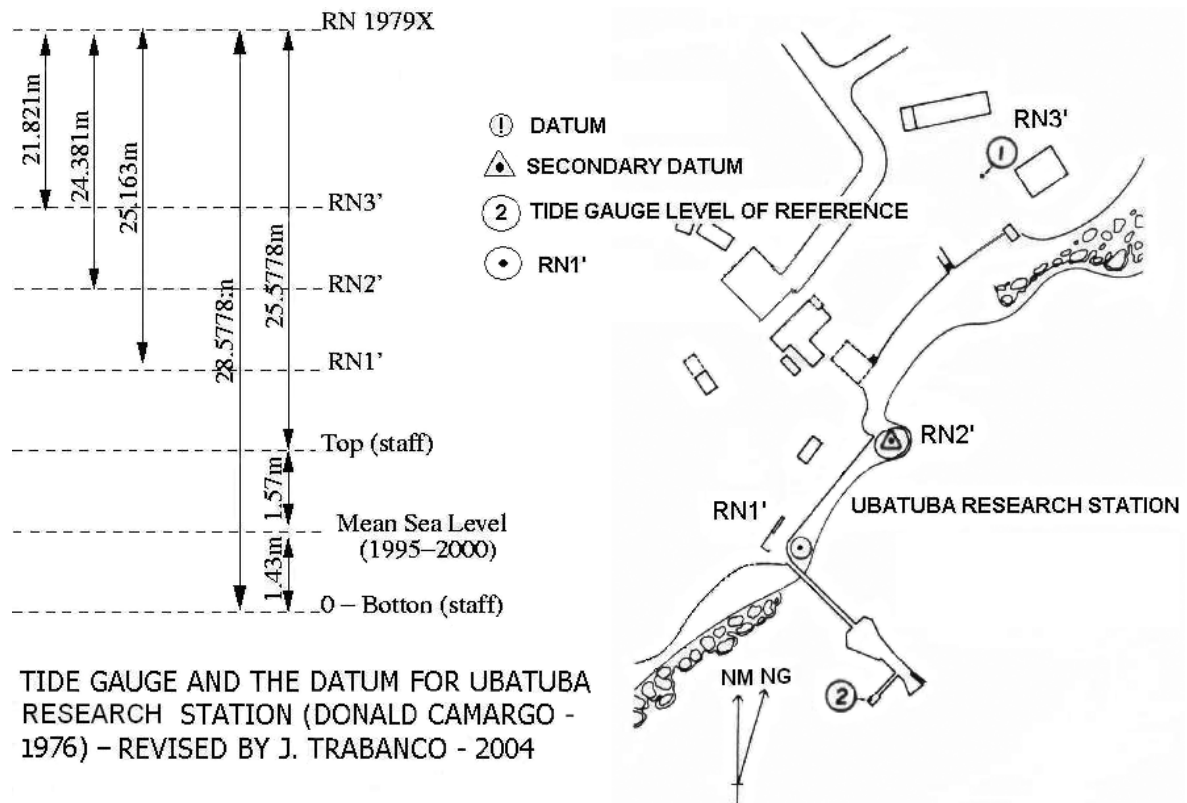 RN 1979X
21.821m
24.381m
25.163m
28.5778m
25.5778m
RN3'
RN2'
RN1'
Top (staff)
1.57m
Mean Sea Level
(1995–2000)
1.43m
0 – Botton (staff)
TIDE GAUGE AND THE DATUM FOR UBATUBA
RESEARCH STATION (DONALD CAMARGO -
1976) – REVISED BY J. TRABANCO - 2004
! DATUM
SECONDARY DATUM
2 TIDE GAUGE LEVEL OF REFERENCE
RN1'
RN3'
1
RN2'
UBATUBA RESEARCH STATION
RN1'
NM NG
2